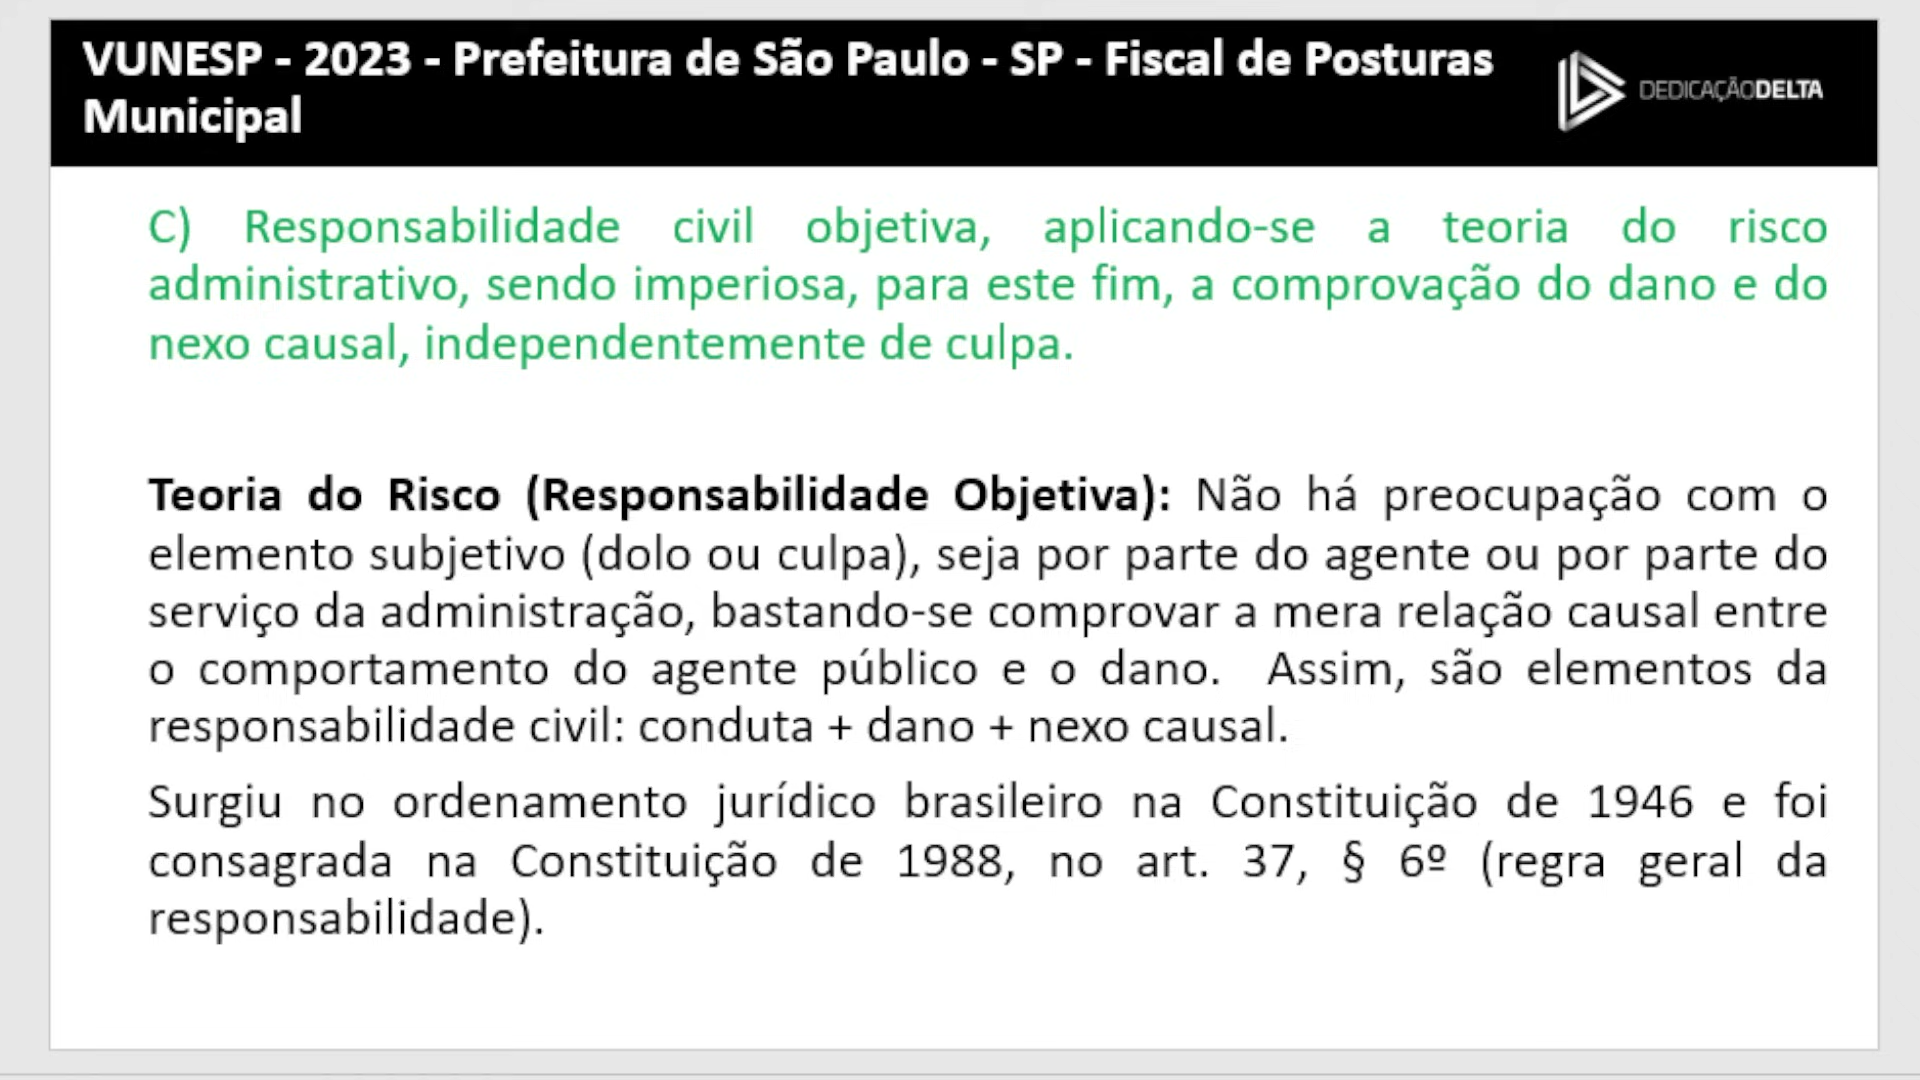 VUNESP - 2023 - Prefeitura de São Paulo - SP - Fiscal de Posturas
Municipal
DEDICAÇÃODELTA
C) Responsabilidade civil objetiva, aplicando-se a teoria do risco
administrativo, sendo imperiosa, para este fim, a comprovação do dano e do
nexo causal, independentemente de culpa.
Teoria do Risco (Responsabilidade Objetiva): Não há preocupação com o
elemento subjetivo (dolo ou culpa), seja por parte do agente ou por parte do
serviço da administração, bastando-se comprovar a mera relação causal entre
o comportamento do agente público e o dano. Assim, são elementos da
responsabilidade civil: conduta + dano + nexo causal.
Surgiu no ordenamento jurídico brasileiro na Constituição de 1946 e foi
consagrada na Constituição de 1988, no art. 37, § 6º (regra geral da
responsabilidade).